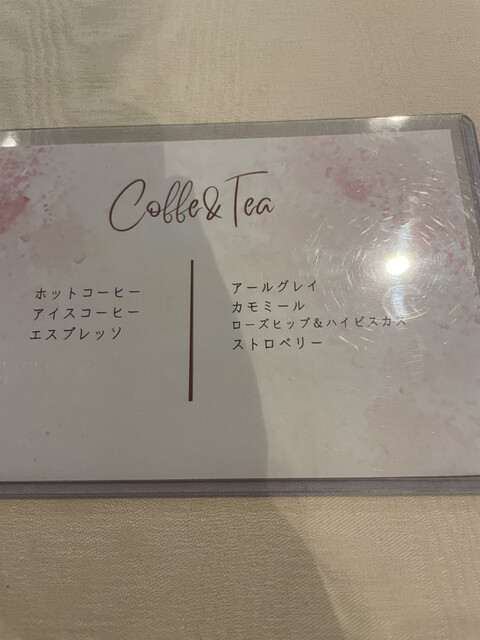 Coffe&Tea
ホットコーヒー
アイスコーヒー
エスプレッソ
アールグレイ
カモミール
ローズヒップ&ハイビスカス
ストロベリー